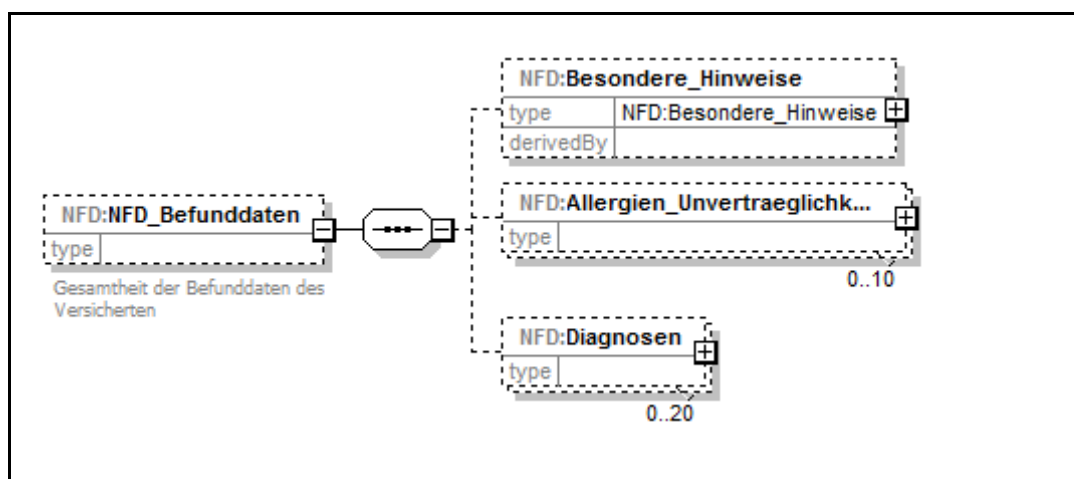 NFD:Besondere_Hinweise
type NFD:Besondere_Hinweise
derivedBy
NFD:NFD_Befunddaten
type
Gesamtheit der Befunddaten des
Versicherten
NFD:Allergien_Unvertraeglichk...
type
0..10
NFD:Diagnosen
type
0..20